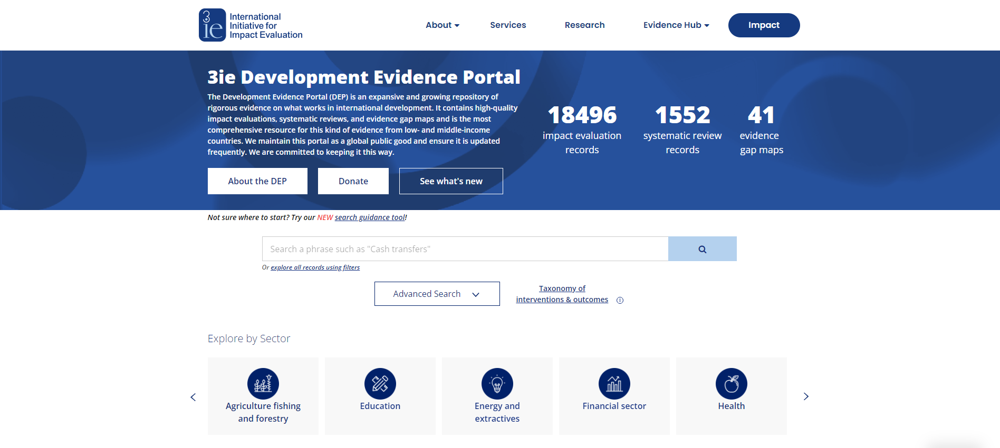 3ie
International
Initiative for
Impact Evaluation
About
Services
Research
Evidence Hub
Impact
3ie Development Evidence Portal
The Development Evidence Portal (DEP) is an expansive and growing repository of
rigorous evidence on what works in international development. It contains high-quality
impact evaluations, systematic reviews, and evidence gap maps and is the most
comprehensive resource for this kind of evidence from low- and middle-income
countries. We maintain this portal as a global public good and ensure it is updated
frequently. We are committed to keeping it this way.
18496
impact evaluation
records
1552
systematic review
records
41
evidence
gap maps
About the DEP
Donate
See what's new
Not sure where to start? Try our NEW search guidance tool!
Search a phrase such as "Cash transfers"
Or explore all records using filters
Advanced Search
Taxonomy of
interventions & outcomes
Explore by Sector
Agriculture fishing
and forestry
Education
Energy and
extractives
Financial sector
Health